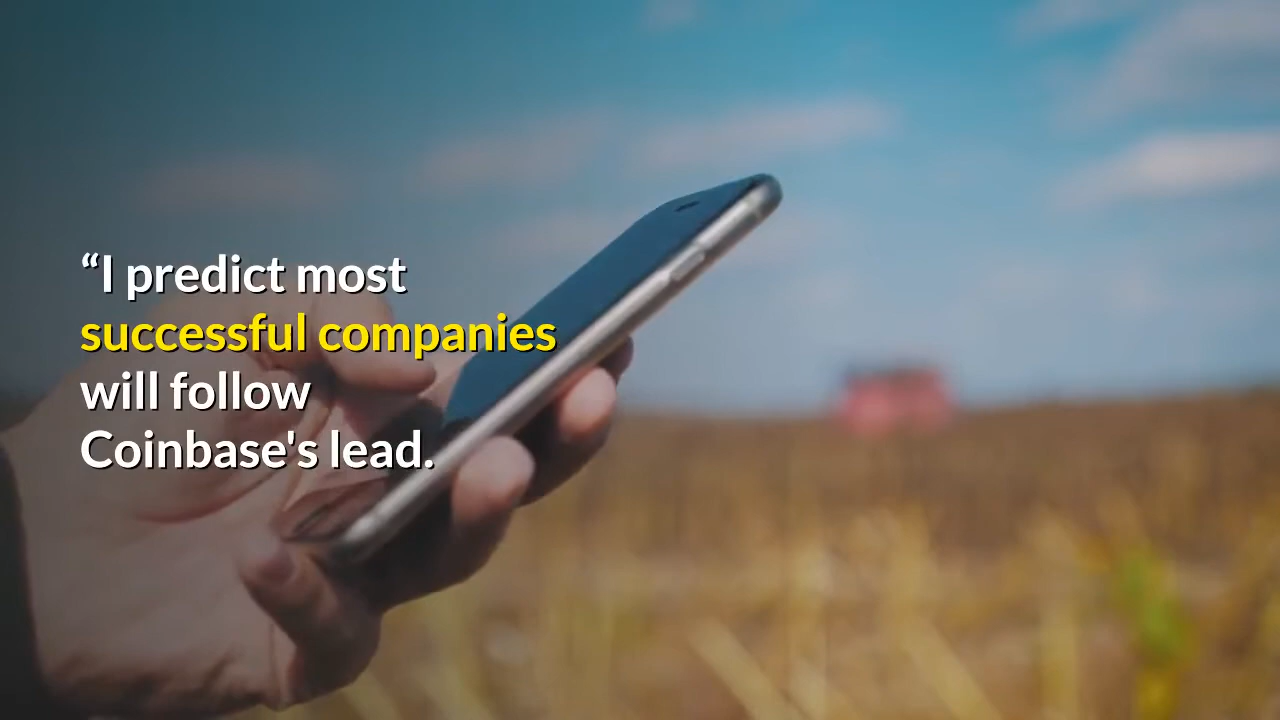 “I predict most
successful companies
will follow
Coinbase's lead.